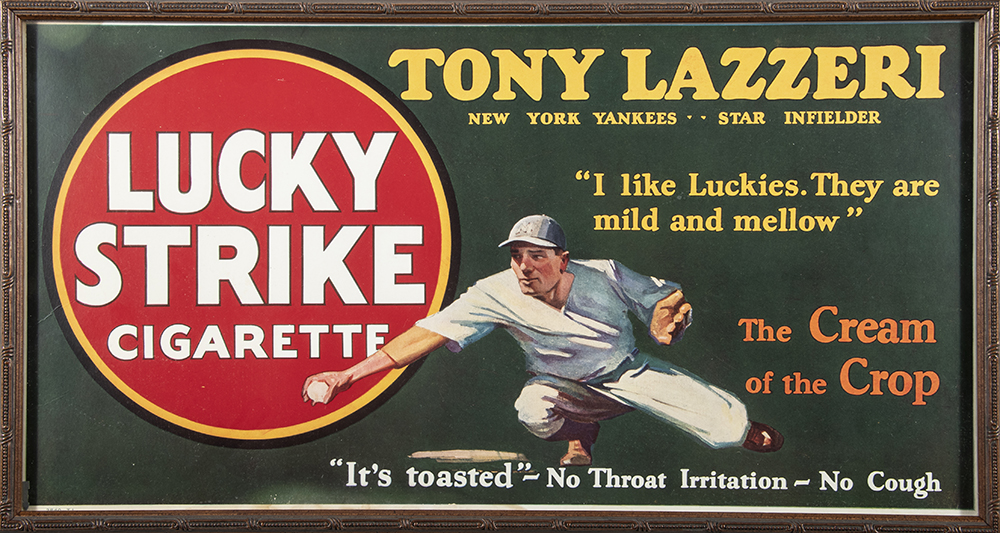 LUCKY
STRIKE
CIGARETTE
TONY LAZZERI
NEW YORK YANKEES · · STAR INFIELDER
“I like Luckies. They are
mild and mellow”
The Cream
of the Crop
“It's toasted”– No Throat Irritation – No Cough